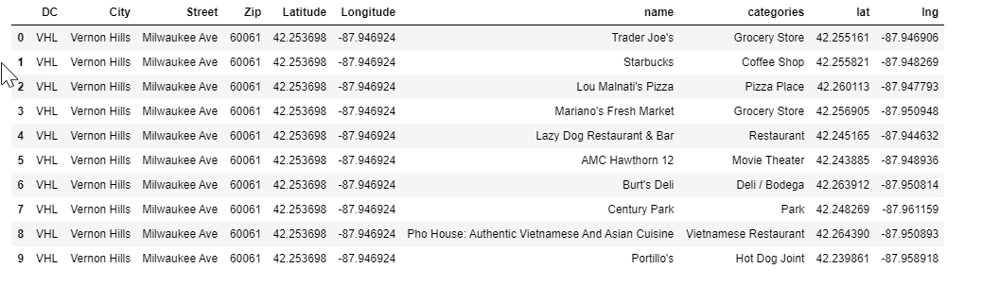 DC City Street Zip Latitude Longitude name categories lat lng
0 VHL Vernon Hills Milwaukee Ave 60061 42.253698 -87.946924 Trader Joe's Grocery Store 42.255161 -87.946906
1 VHL Vernon Hills Milwaukee Ave 60061 42.253698 -87.946924 Starbucks Coffee Shop 42.255821 -87.948269
2 VHL Vernon Hills Milwaukee Ave 60061 42.253698 -87.946924 Lou Malnati's Pizza Pizza Place 42.260113 -87.947793
3 VHL Vernon Hills Milwaukee Ave 60061 42.253698 -87.946924 Mariano's Fresh Market Grocery Store 42.256905 -87.950948
4 VHL Vernon Hills Milwaukee Ave 60061 42.253698 -87.946924 Lazy Dog Restaurant & Bar Restaurant 42.245165 -87.944632
5 VHL Vernon Hills Milwaukee Ave 60061 42.253698 -87.946924 AMC Hawthorn 12 Movie Theater 42.243885 -87.948936
6 VHL Vernon Hills Milwaukee Ave 60061 42.253698 -87.946924 Burt's Deli Deli / Bodega 42.263912 -87.950814
7 VHL Vernon Hills Milwaukee Ave 60061 42.253698 -87.946924 Century Park Park 42.248269 -87.961159
8 VHL Vernon Hills Milwaukee Ave 60061 42.253698 -87.946924 Pho House: Authentic Vietnamese And Asian Cuisine Vietnamese Restaurant 42.264390 -87.950893
9 VHL Vernon Hills Milwaukee Ave 60061 42.253698 -87.946924 Portillo's Hot Dog Joint 42.239861 -87.958918